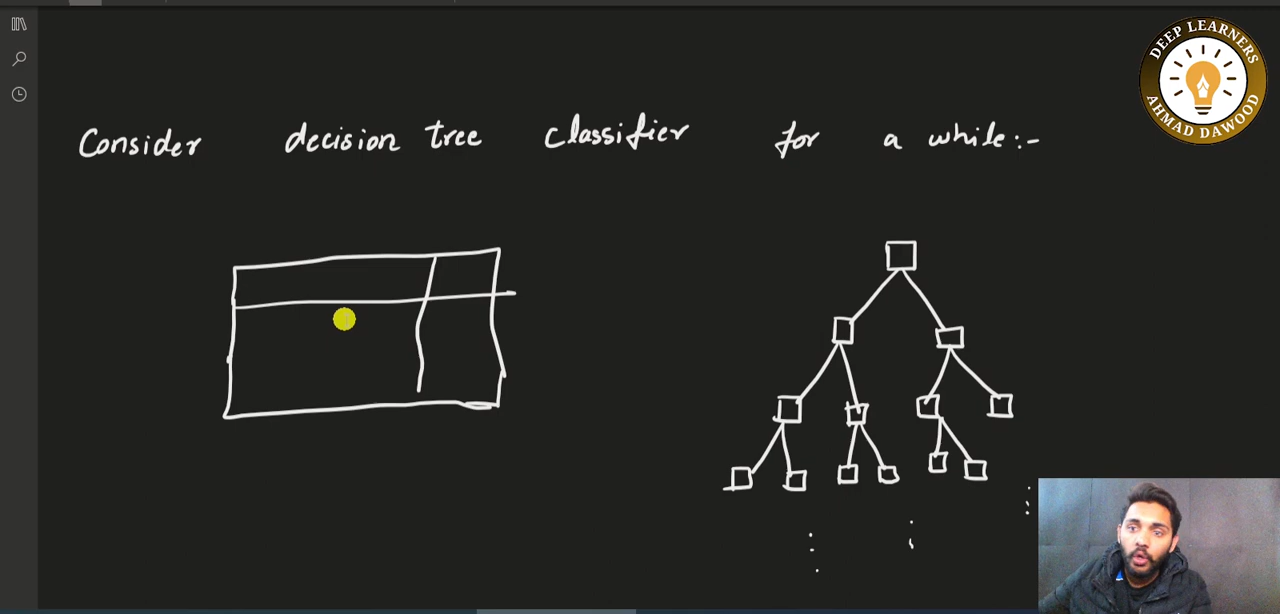 DEEP LEARNERS
AHMAD DAWOOD
Consider decision tree classifier for a while:-